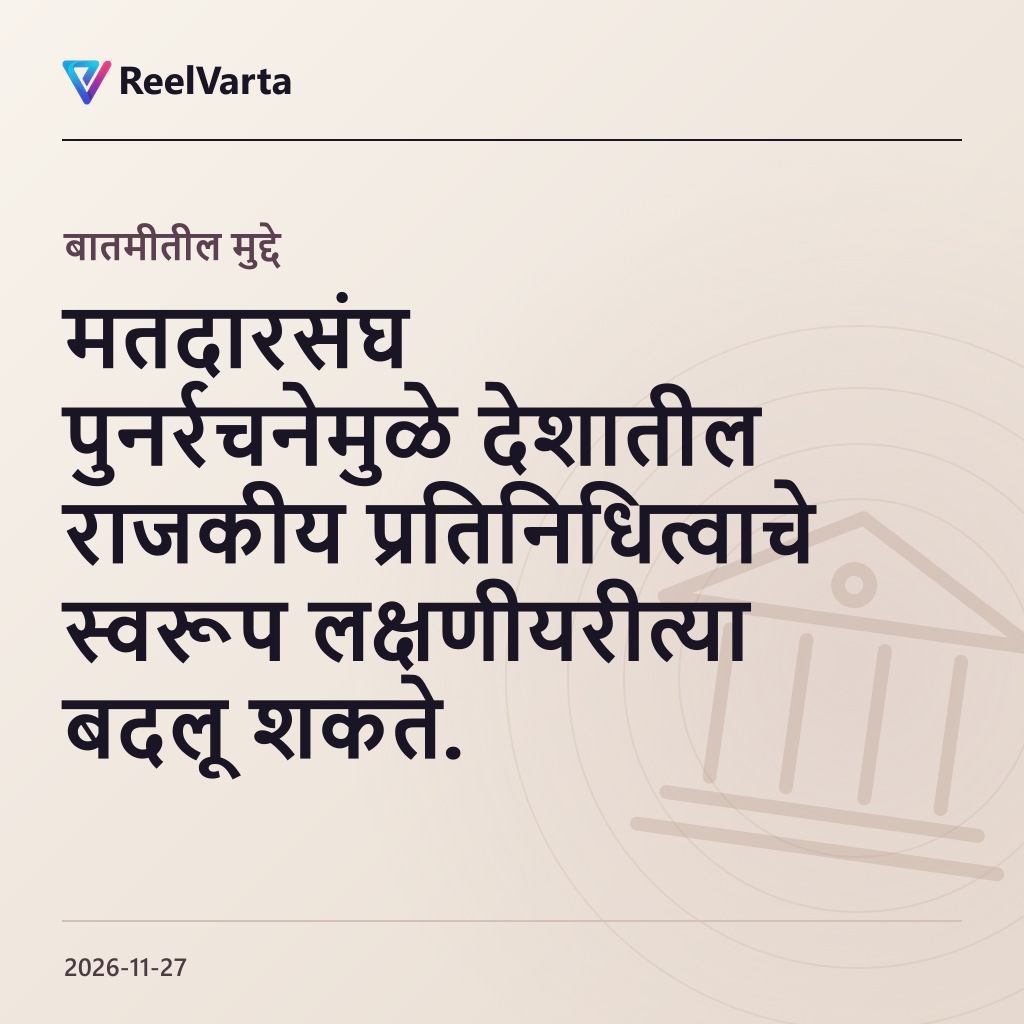 ReelVarta
बातमीतील मुद्दे
मतदारसंघ
पुनर्रचनेमुळे देशातील
राजकीय प्रतिनिधित्वाचे
स्वरूप लक्षणीयरीत्या
बदलू शकते.
2026-11-27